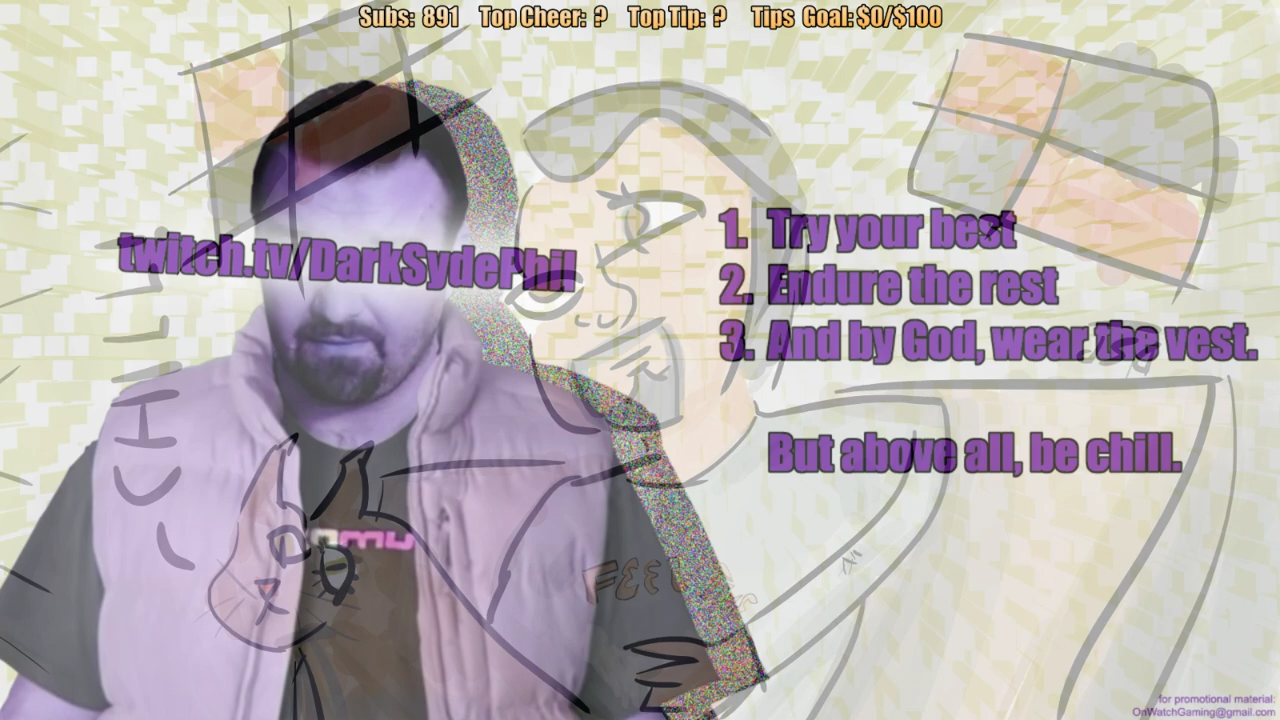 Subs: 891 Top Cheer: ? Top Tip: ? Tips Goal: $0/$100
twitch.tv/DarkSydePhil
1. Try your best
2. Endure the rest
3. And by God, wear the vest.
But above all, be chill.
CHILL
for promotional material:
OnWatchGaming@gmail.com